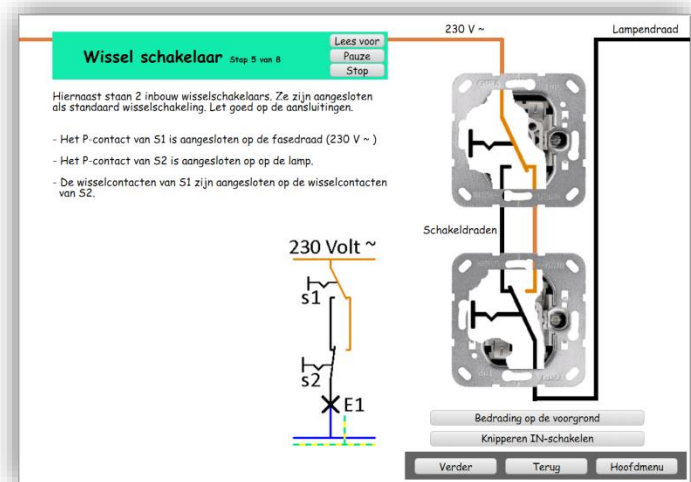 Wissel schakelaar Stap 5 van 8
Lees voor
Pauze
Stop
230 V ~
Lampendraad
Hiernaast staan 2 inbouw wisselschakelaars. Ze zijn aangesloten
als standaard wisselschakeling. Let goed op de aansluitingen.
- Het P-contact van S1 is aangesloten op de fasedraad (230 V ~ )
- Het P-contact van S2 is aangesloten op op de lamp.
- De wisselcontacten van S1 zijn aangesloten op de wisselcontacten
van S2.
Schakeldraden
230 Volt ~
s1
s2
E1
Bedrading op de voorgrond
Knipperen IN-schakelen
Verder
Terug
Hoofdmenu